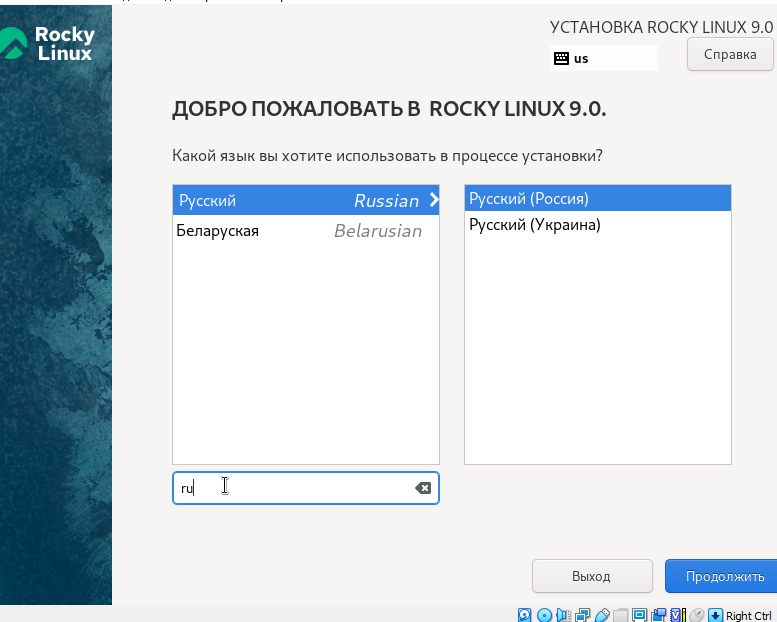 Rocky
Linux
УСТАНОВКА ROCKY LINUX 9.0
us
Справка
ДОБРО ПОЖАЛОВАТЬ В ROCKY LINUX 9.0.
Какой язык вы хотите использовать в процессе установки?
Русский Russian
Беларуская Belarusian
Русский (Россия)
Русский (Украина)
ru
Выход
Продолжить
Right Ctrl